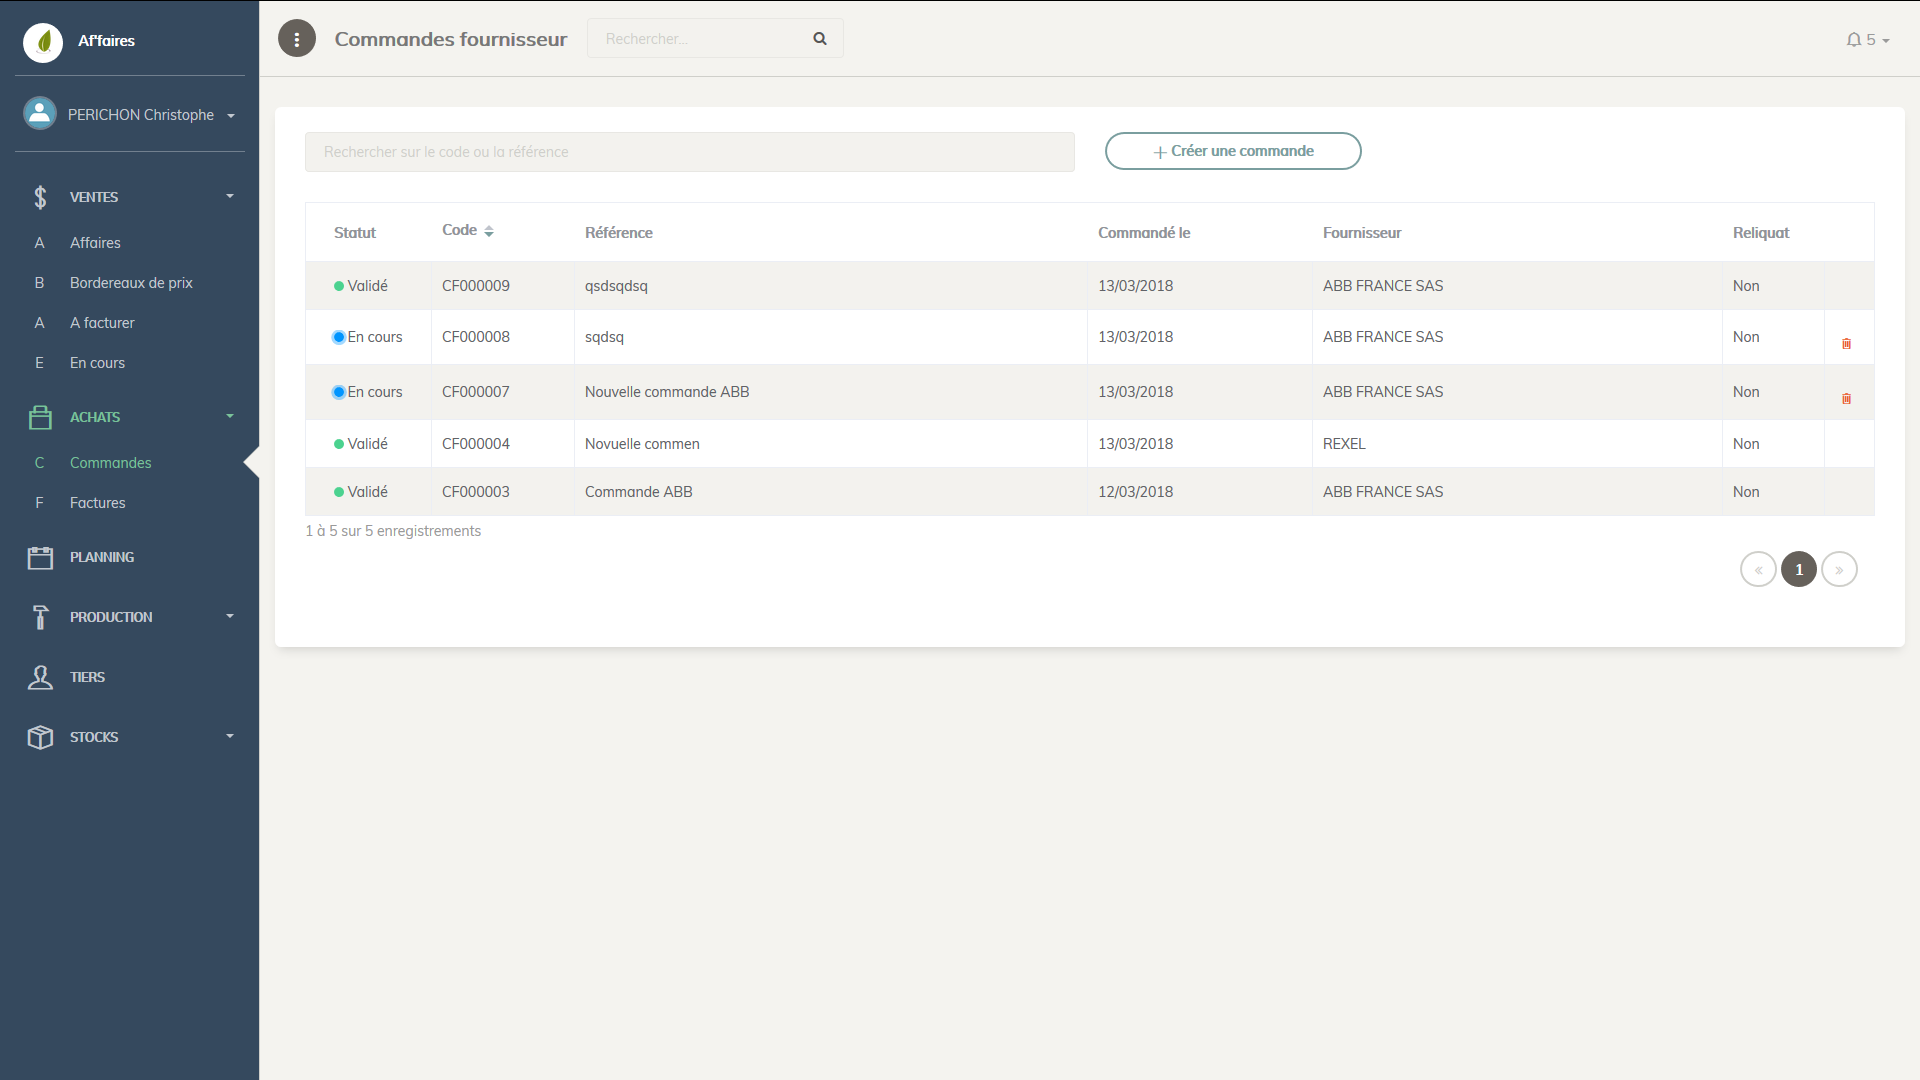 Af'faires
PERICHON Christophe
VENTES
A Affaires
B Bordereaux de prix
A A facturer
E En cours
ACHATS
C Commandes
F Factures
PLANNING
PRODUCTION
TIERS
STOCKS
Commandes fournisseur
Rechercher...
5
Rechercher sur le code ou la référence
Créer une commande
Statut Code Référence Commandé le Fournisseur Reliquat
Validé CF000009 qsdsqdsq 13/03/2018 ABB FRANCE SAS Non
En cours CF000008 sqdsq 13/03/2018 ABB FRANCE SAS Non
En cours CF000007 Nouvelle commande ABB 13/03/2018 ABB FRANCE SAS Non
Validé CF000004 Novuelle commen 13/03/2018 REXEL Non
Validé CF000003 Commande ABB 12/03/2018 ABB FRANCE SAS Non
1 à 5 sur 5 enregistrements
« 1 »